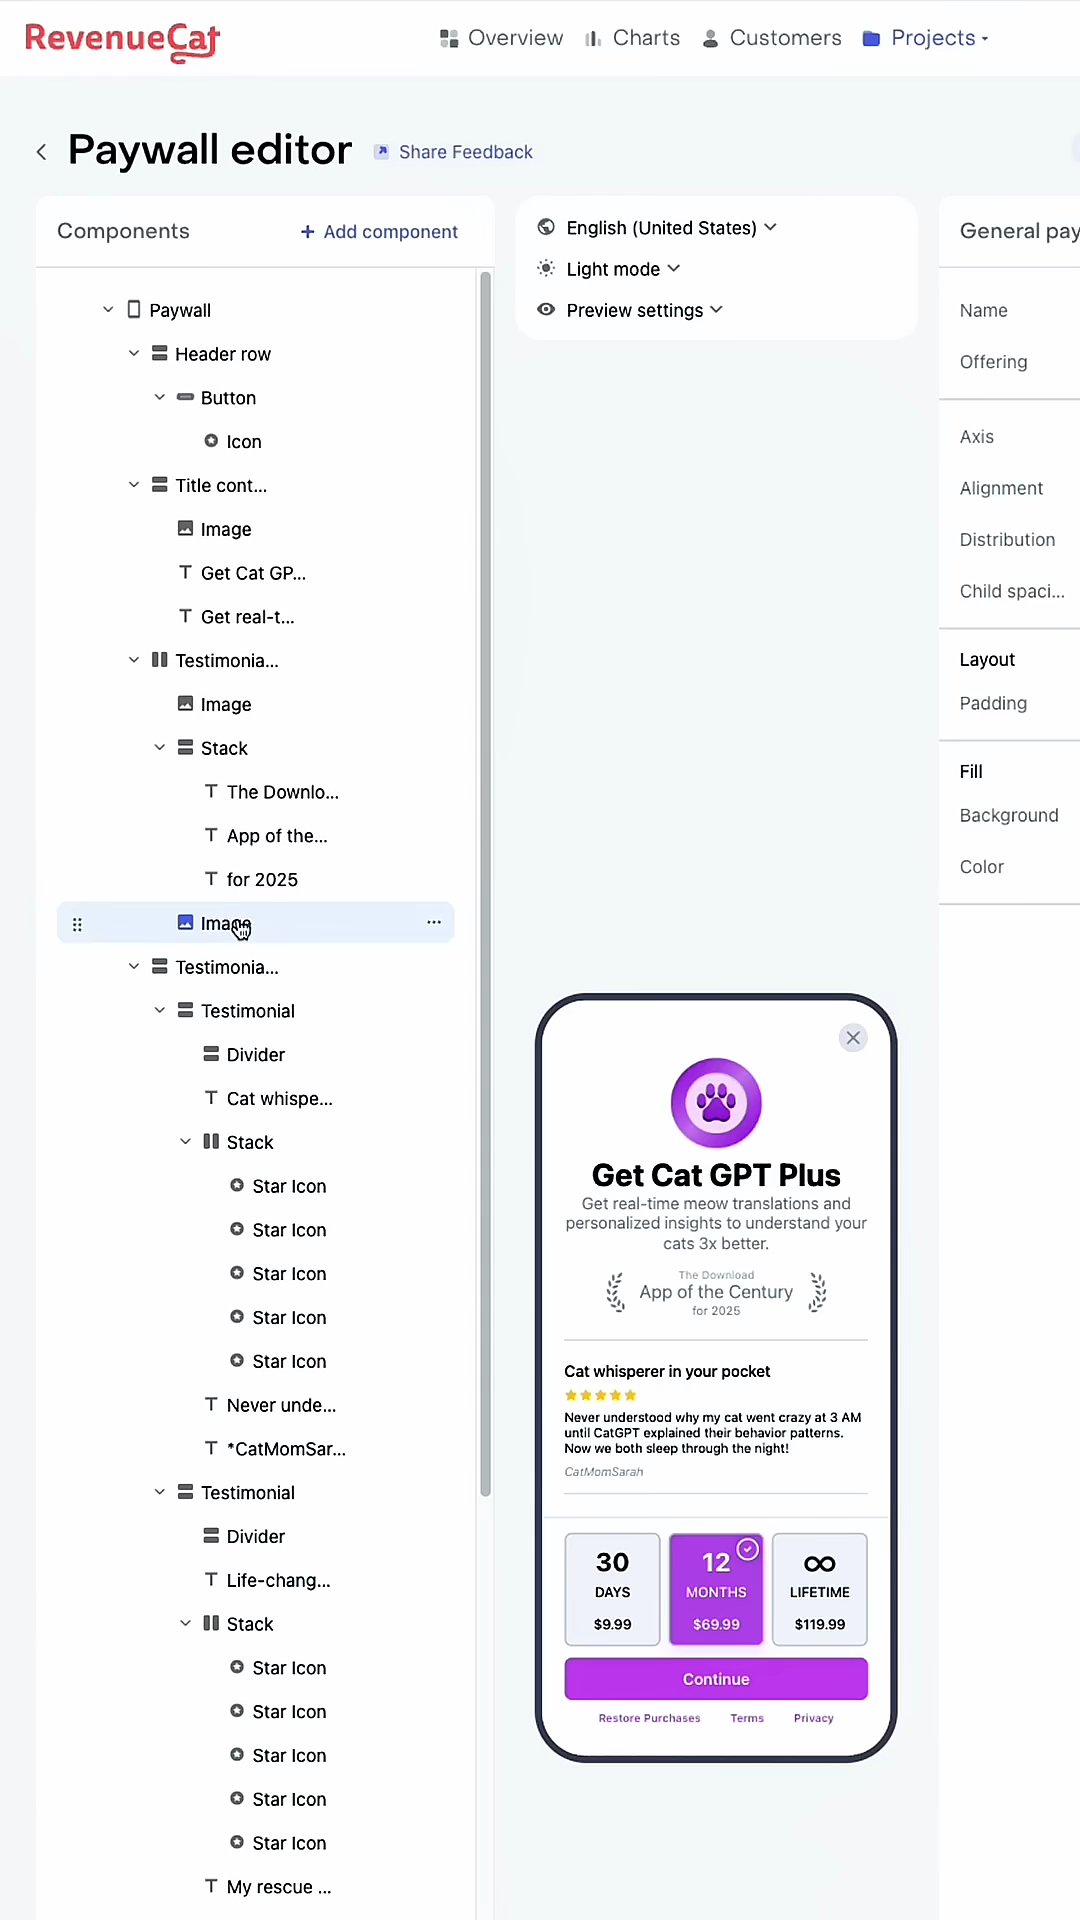 RevenueCat
Overview
Charts
Customers
Projects
Paywall editor
Share Feedback
Components
+ Add component
Paywall
Header row
Button
Icon
Title cont...
Image
Get Cat GP...
Get real-t...
Testimonia...
Image
Stack
The Downlo...
App of the...
for 2025
Image
Testimonia...
Testimonial
Divider
Cat whispe...
Stack
Star Icon
Star Icon
Star Icon
Star Icon
Star Icon
Never unde...
*CatMomSar...
Testimonial
Divider
Life-chang...
Stack
Star Icon
Star Icon
Star Icon
Star Icon
Star Icon
My rescue ...
English (United States)
Light mode
Preview settings
Get Cat GPT Plus
Get real-time meow translations and
personalized insights to understand your
cats 3x better.
The Download
App of the Century
for 2025
Cat whisperer in your pocket
Never understood why my cat went crazy at 3 AM
until CatGPT explained their behavior patterns.
Now we both sleep through the night!
CatMomSarah
30
DAYS
$9.99
12
MONTHS
$69.99
∞
LIFETIME
$119.99
Continue
Restore Purchases
Terms
Privacy
General pay
Name
Offering
Axis
Alignment
Distribution
Child spaci...
Layout
Padding
Fill
Background
Color